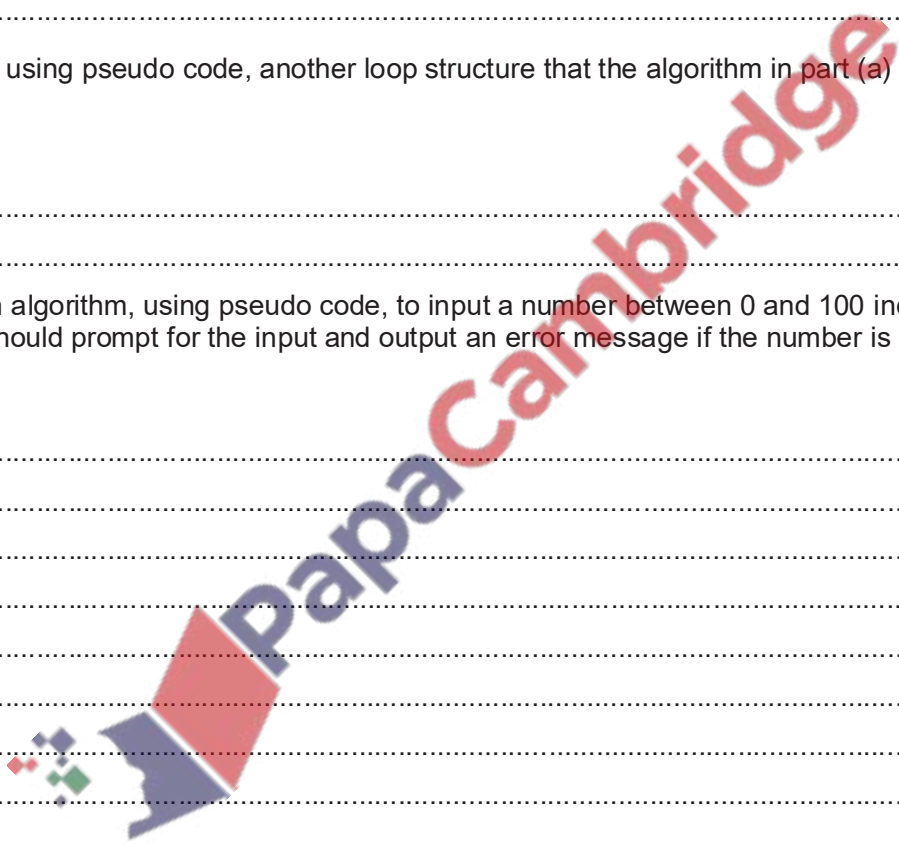 using pseudo code, another loop structure that the algorithm in part (a)
algorithm, using pseudo code, to input a number between 0 and 100 in
hould prompt for the input and output an error message if the number is
PapaCambridge